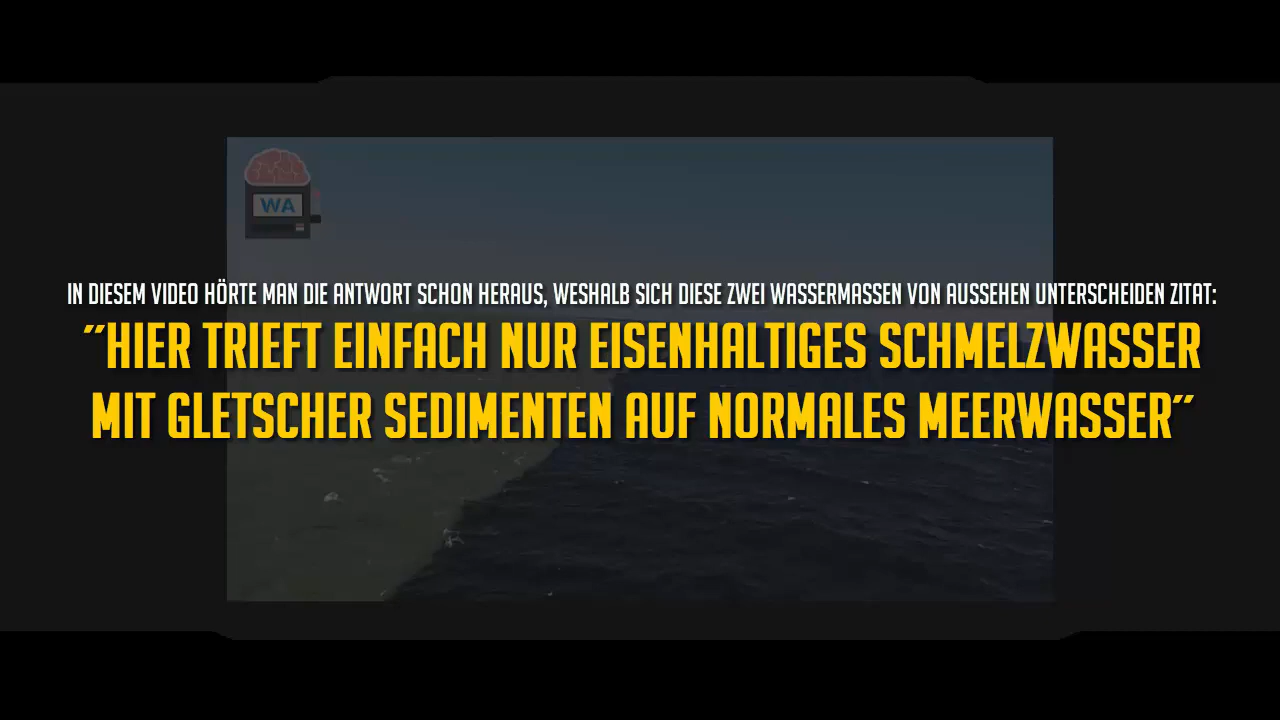 WA
IN DIESEM VIDEO HÖRTE MAN DIE ANTWORT SCHON HERAUS, WESHALB SICH DIESE ZWEI WASSERMASSEN VON AUSSEHEN UNTERSCHEIDEN ZITAT:
"HIER TRIEFT EINFACH NUR EISENHALTIGES SCHMELZWASSER
MIT GLETSCHER SEDIMENTEN AUF NORMALES MEERWASSER"